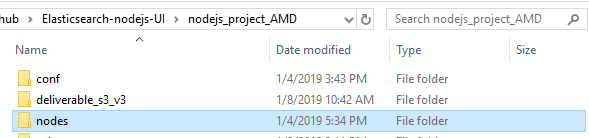 hub > Elasticsearch-nodejs-UI > nodejs_project_AMD
Search nodejs_project_AMD
Name Date modified Type Size
conf 1/4/2019 3:43 PM File folder
deliverable_s3_v3 1/8/2019 10:42 AM File folder
nodes 1/4/2019 5:34 PM File folder